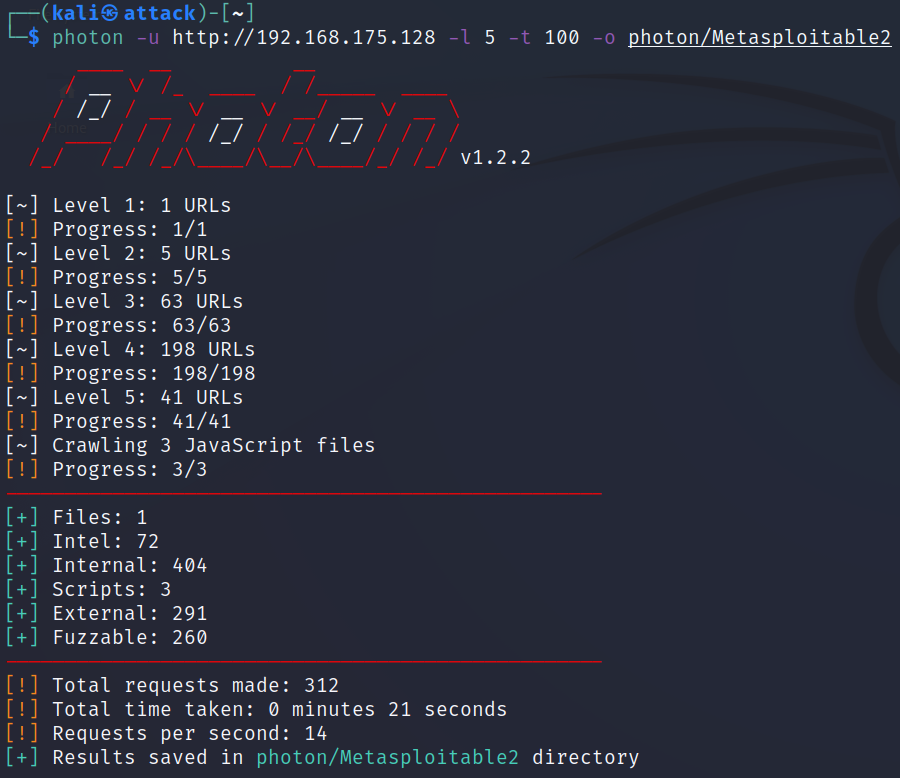 ┌──(kali㉿attack)-[~]
└─$ photon -u http://192.168.175.128 -l 5 -t 100 -o photon/Metasploitable2
Photon
v1.2.2
[~] Level 1: 1 URLs
[!] Progress: 1/1
[~] Level 2: 5 URLs
[!] Progress: 5/5
[~] Level 3: 63 URLs
[!] Progress: 63/63
[~] Level 4: 198 URLs
[!] Progress: 198/198
[~] Level 5: 41 URLs
[!] Progress: 41/41
[~] Crawling 3 JavaScript files
[!] Progress: 3/3
[+] Files: 1
[+] Intel: 72
[+] Internal: 404
[+] Scripts: 3
[+] External: 291
[+] Fuzzable: 260
[!] Total requests made: 312
[!] Total time taken: 0 minutes 21 seconds
[!] Requests per second: 14
[+] Results saved in photon/Metasploitable2 directory